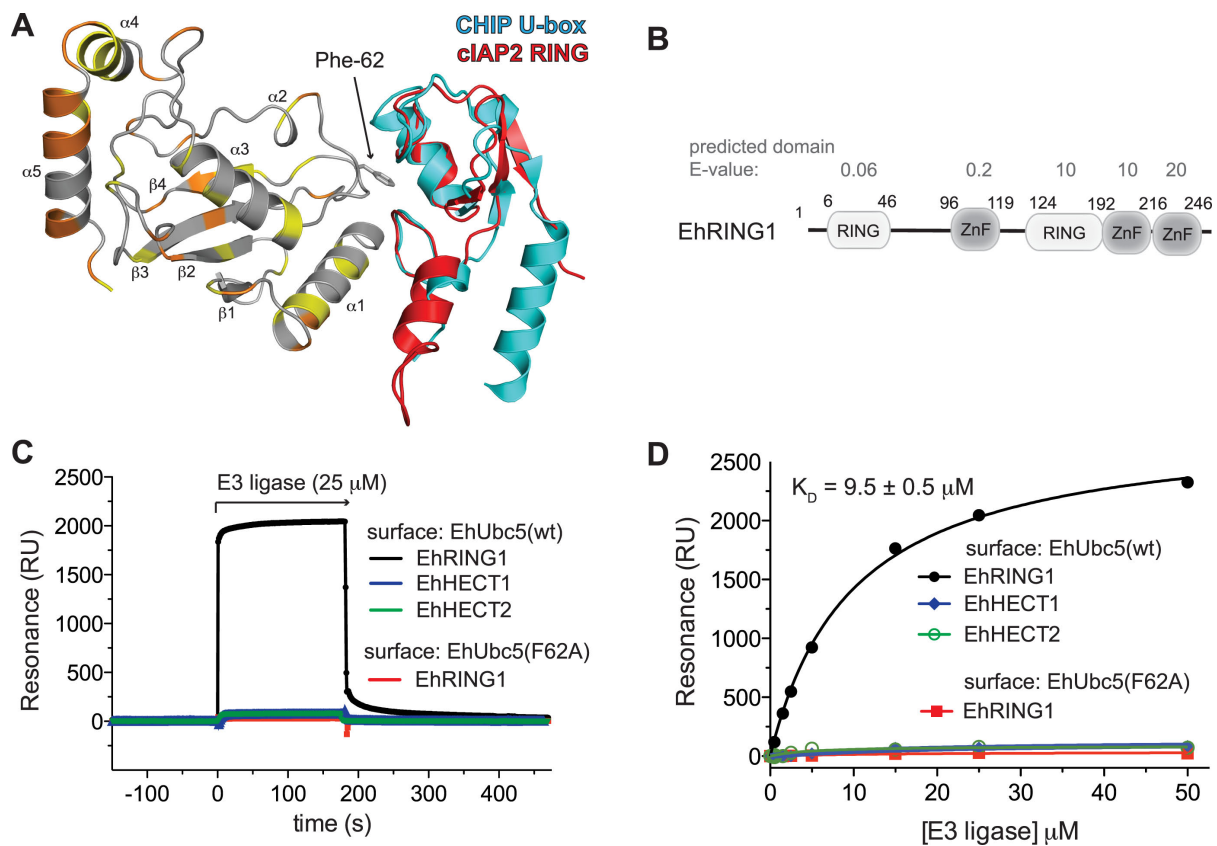 A
α4
CHIP U-box
cIAP2 RING
Phe-62
α2
α3
α5
β4
β3
β2
β1
α1
B
predicted domain
E-value:
0.06
0.2
10
10
20
1
6
46
96
119
124
192
216
246
EhRING1
RING
ZnF
RING
ZnF
ZnF
C
Resonance (RU)
2500
2000
1500
1000
500
0
-100
0
100
200
300
400
time (s)
E3 ligase (25 μM)
surface: EhUbc5(wt)
EhRING1
EhHECT1
EhHECT2
surface: EhUbc5(F62A)
EhRING1
D
Resonance (RU)
2500
2000
1500
1000
500
0
0
10
20
30
40
50
[E3 ligase] μM
KD = 9.5 ± 0.5 μM
surface: EhUbc5(wt)
EhRING1
EhHECT1
EhHECT2
surface: EhUbc5(F62A)
EhRING1